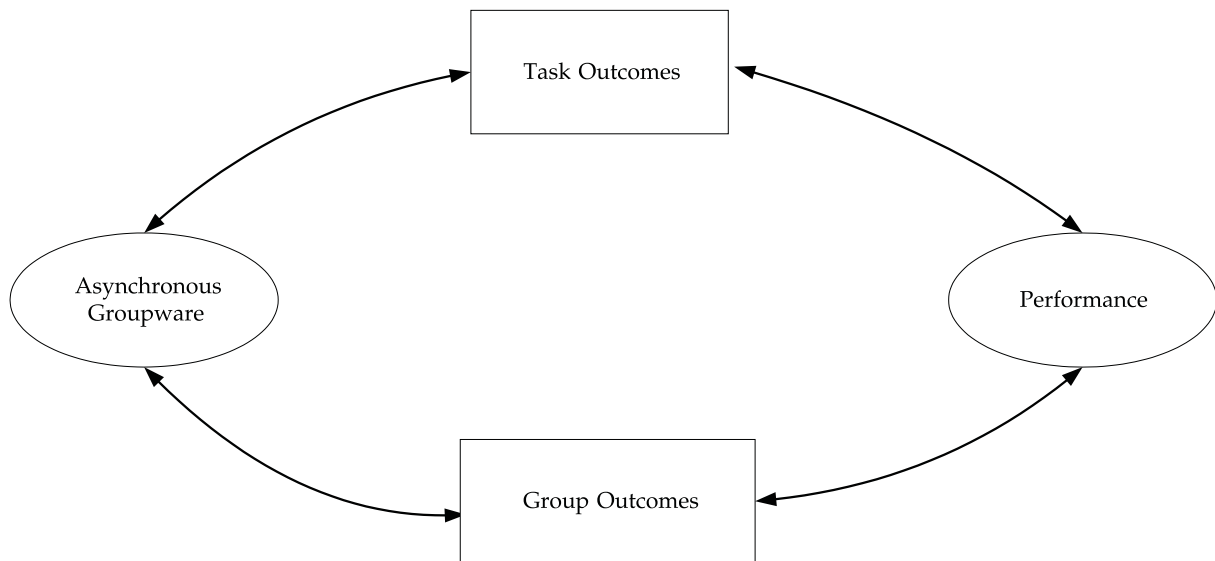 Task Outcomes
Asynchronous
Groupware
Performance
Group Outcomes